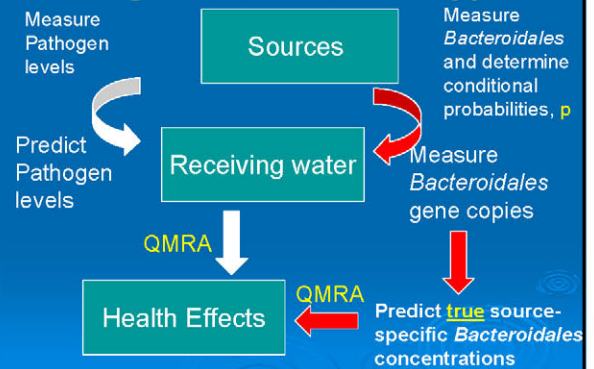 Measure
Pathogen
levels
Sources
Measure
Bacteroidales
and determine
conditional
probabilities, p
Predict
Pathogen
levels
Receiving water
Measure
Bacteroidales
gene copies
QMRA
Health Effects
QMRA
Predict true source-
specific Bacteroidales
concentrations